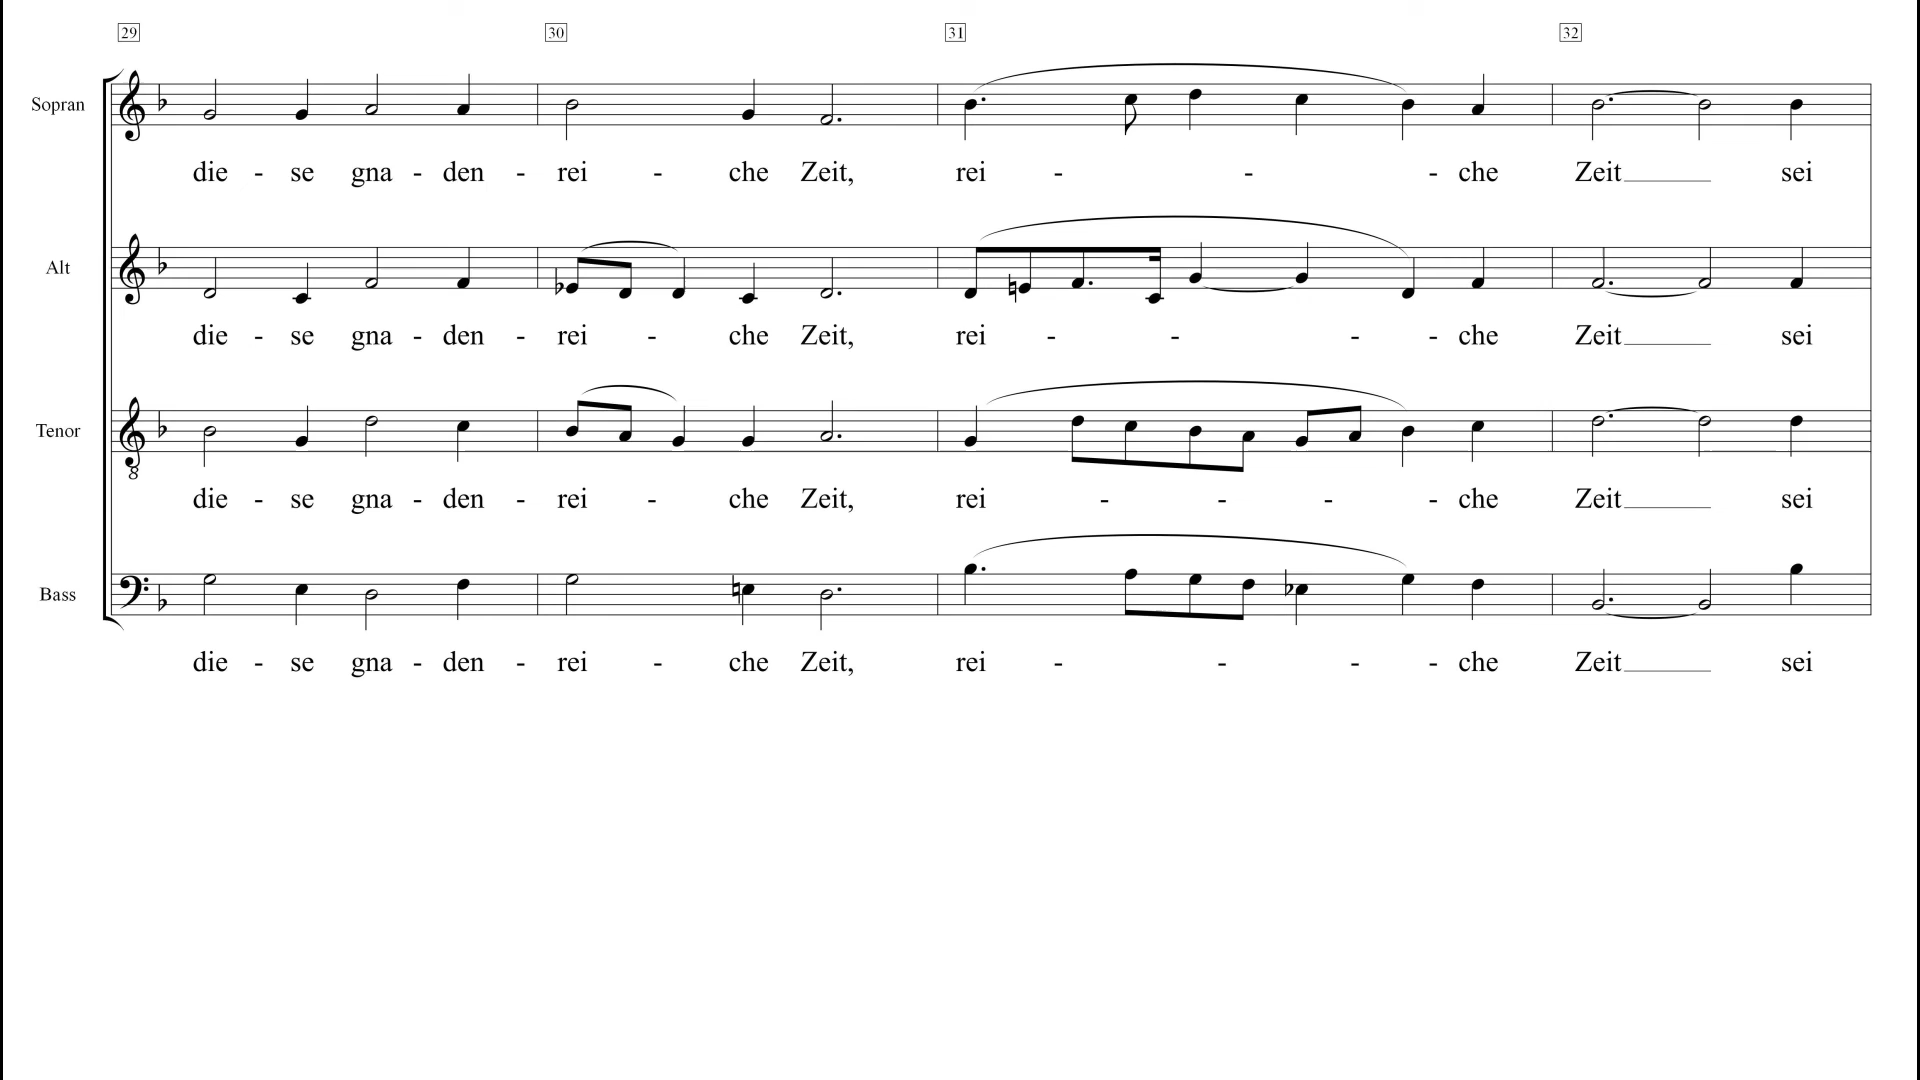 29 30 31 32
Sopran
die - se gna - den - rei - che Zeit, rei - - - che Zeit sei
Alt
die - se gna - den - rei - che Zeit, rei - - - - che Zeit sei
Tenor
8
die - se gna - den - rei - che Zeit, rei - - - - che Zeit sei
Bass
die - se gna - den - rei - che Zeit, rei - - - - che Zeit sei